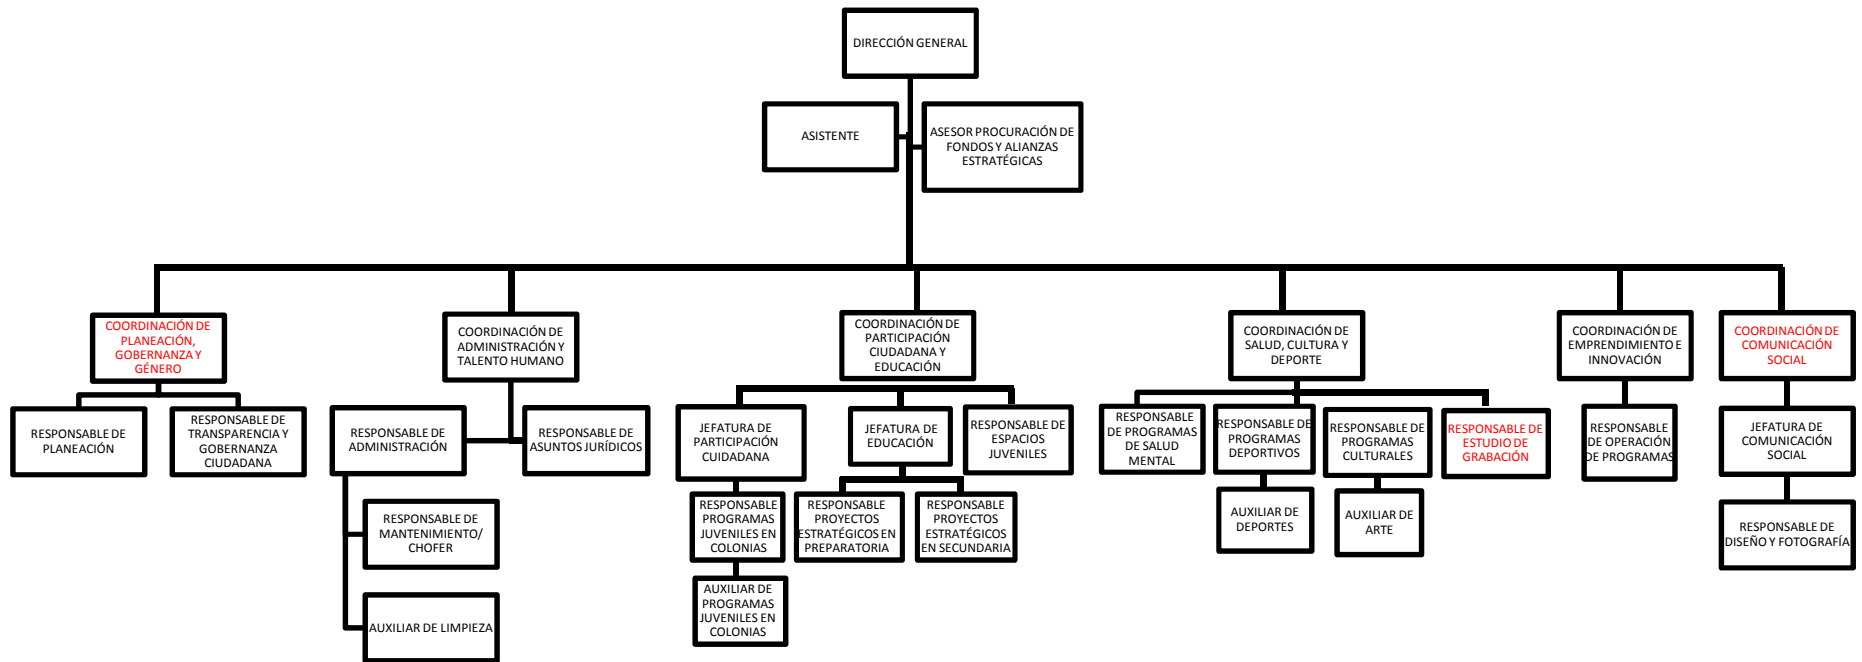 DIRECCIÓN GENERAL
ASISTENTE
ASESOR PROCURACIÓN DE
FONDOS Y ALIANZAS
ESTRATÉGICAS
COORDINACIÓN DE
PLANEACIÓN,
GOBERNANZA Y
GÉNERO
COORDINACIÓN DE
ADMINISTRACIÓN Y
TALENTO HUMANO
COORDINACIÓN DE
PARTICIPACIÓN
CIUDADANA Y
EDUCACIÓN
COORDINACIÓN DE
SALUD, CULTURA Y
DEPORTE
COORDINACIÓN DE
EMPRENDIMIENTO E
INNOVACIÓN
COORDINACIÓN DE
COMUNICACIÓN
SOCIAL
RESPONSABLE DE
PLANEACIÓN
RESPONSABLE DE
TRANSPARENCIA Y
GOBERNANZA
CIUDADANA
RESPONSABLE DE
ADMINISTRACIÓN
RESPONSABLE DE
ASUNTOS JURÍDICOS
JEFATURA DE
PARTICIPACIÓN
CUIDADANA
JEFATURA DE
EDUCACIÓN
RESPONSABLE DE
ESPACIOS
JUVENILES
RESPONSABLE
DE PROGRAMAS
DE SALUD
MENTAL
RESPONSABLE DE
PROGRAMAS
DEPORTIVOS
RESPONSABLE DE
PROGRAMAS
CULTURALES
RESPONSABLE DE
ESTUDIO DE
GRABACIÓN
RESPONSABLE
DE OPERACIÓN
DE PROGRAMAS
JEFATURA DE
COMUNICACIÓN
SOCIAL
RESPONSABLE DE
MANTENIMIENTO/
CHOFER
RESPONSABLE
PROGRAMAS
JUVENILES EN
COLONIAS
RESPONSABLE
PROYECTOS
ESTRATÉGICOS EN
PREPARATORIA
RESPONSABLE
PROYECTOS
ESTRATÉGICOS
EN SECUNDARIA
AUXILIAR DE
DEPORTES
AUXILIAR DE
ARTE
RESPONSABLE DE
DISEÑO Y FOTOGRAFÍA
AUXILIAR DE LIMPIEZA
AUXILIAR DE
PROGRAMAS
JUVENILES EN
COLONIAS